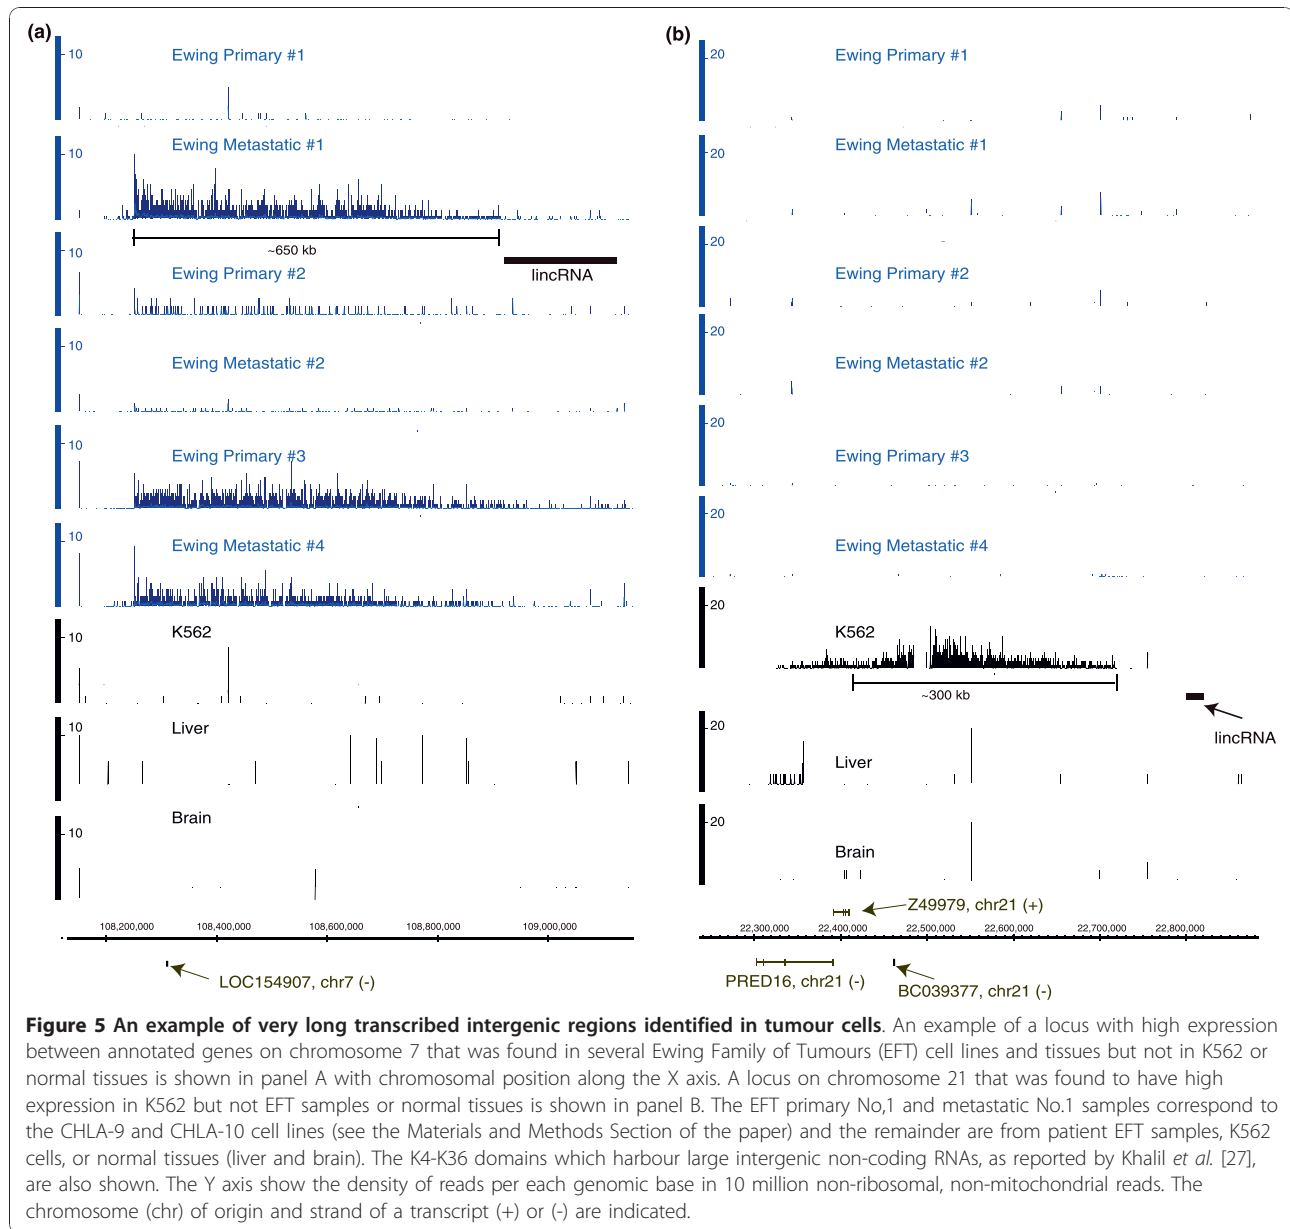 (a)
10
Ewing Primary #1
Ewing Metastatic #1
10
~650 kb
lincRNA
10
Ewing Primary #2
10
Ewing Metastatic #2
10
Ewing Primary #3
10
Ewing Metastatic #4
K562
10
Liver
10
Brain
10
108,200,000 108,400,000 108,600,000 108,800,000 109,000,000
LOC154907, chr7 (-)
(b)
20
Ewing Primary #1
Ewing Metastatic #1
20
20
Ewing Primary #2
20
Ewing Metastatic #2
20
Ewing Primary #3
20
Ewing Metastatic #4
20
K562
~300 kb
lincRNA
20
Liver
20
Brain
Z49979, chr21 (+)
22,300,000 22,400,000 22,500,000 22,600,000 22,700,000 22,800,000
PRED16, chr21 (-)
BC039377, chr21 (-)
Figure 5 An example of very long transcribed intergenic regions identified in tumour cells. An example of a locus with high expression
between annotated genes on chromosome 7 that was found in several Ewing Family of Tumours (EFT) cell lines and tissues but not in K562 or
normal tissues is shown in panel A with chromosomal position along the X axis. A locus on chromosome 21 that was found to have high
expression in K562 but not EFT samples or normal tissues is shown in panel B. The EFT primary No,1 and metastatic No.1 samples correspond to
the CHLA-9 and CHLA-10 cell lines (see the Materials and Methods Section of the paper) and the remainder are from patient EFT samples, K562
cells, or normal tissues (liver and brain). The K4-K36 domains which harbour large intergenic non-coding RNAs, as reported by Khalil et al. [27],
are also shown. The Y axis show the density of reads per each genomic base in 10 million non-ribosomal, non-mitochondrial reads. The
chromosome (chr) of origin and strand of a transcript (+) or (-) are indicated.